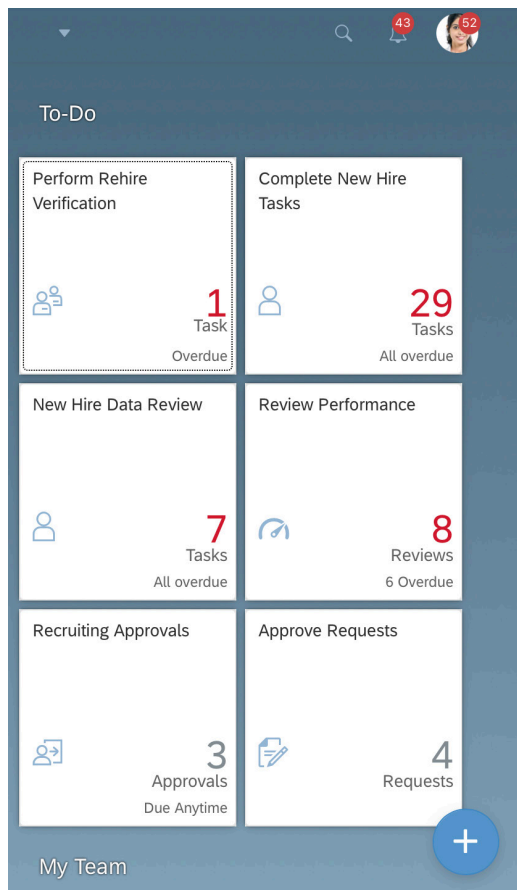 43
52
To-Do
Perform Rehire
Verification
1
Task
Overdue
Complete New Hire
Tasks
29
Tasks
All overdue
New Hire Data Review
7
Tasks
All overdue
Review Performance
8
Reviews
6 Overdue
Recruiting Approvals
3
Approvals
Due Anytime
Approve Requests
4
Requests
My Team